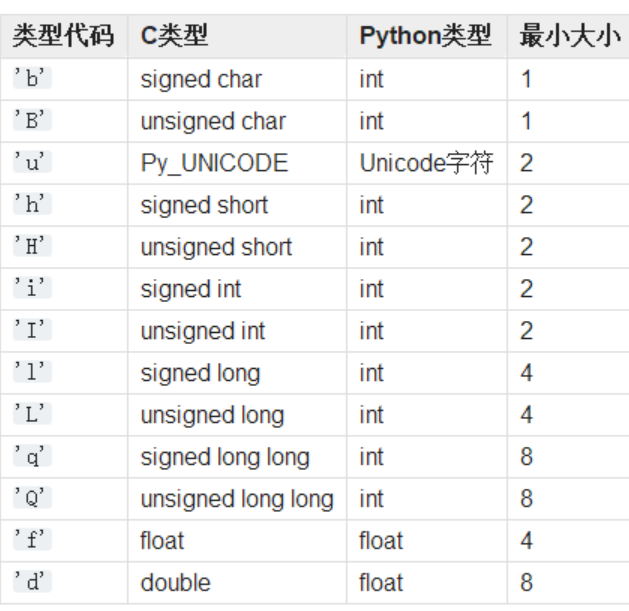 类型代码 C类型 Python类型 最小大小
'b' signed char int 1
'B' unsigned char int 1
'u' Py_UNICODE Unicode字符 2
'h' signed short int 2
'H' unsigned short int 2
'i' signed int int 2
'I' unsigned int int 2
'l' signed long int 4
'L' unsigned long int 4
'q' signed long long int 8
'Q' unsigned long long int 8
'f' float float 4
'd' double float 8